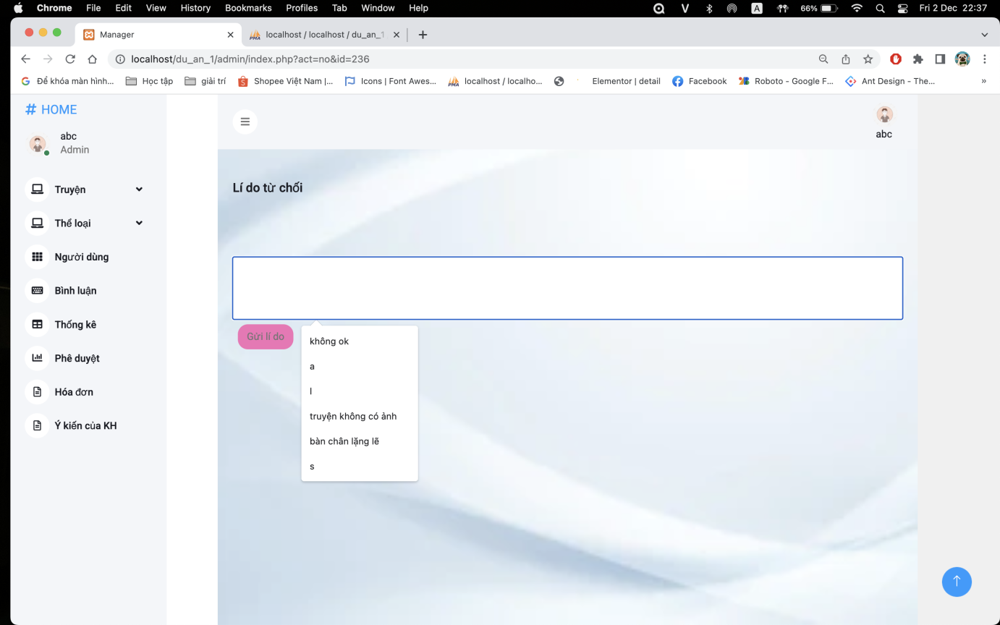 Chrome File Edit View History Bookmarks Profiles Tab Window Help 66% Fri 2 Dec 22:37
Manager
localhost / localhost / du_an_1
localhost/du_an_1/admin/index.php?act=no&id=236
Để khóa màn hình... Học tập giải trí Shopee Việt Nam |... Icons | Font Awes... localhost / localho... Elementor | detail Facebook Roboto - Google F... Ant Design - The... »
# HOME
abc
Admin
Truyện
Thể loại
Người dùng
Bình luận
Thống kê
Phê duyệt
Hóa đơn
Ý kiến của KH
abc
Lí do từ chối
Gửi lí do
không ok
a
l
truyện không có ảnh
bàn chân lặng lẽ
s